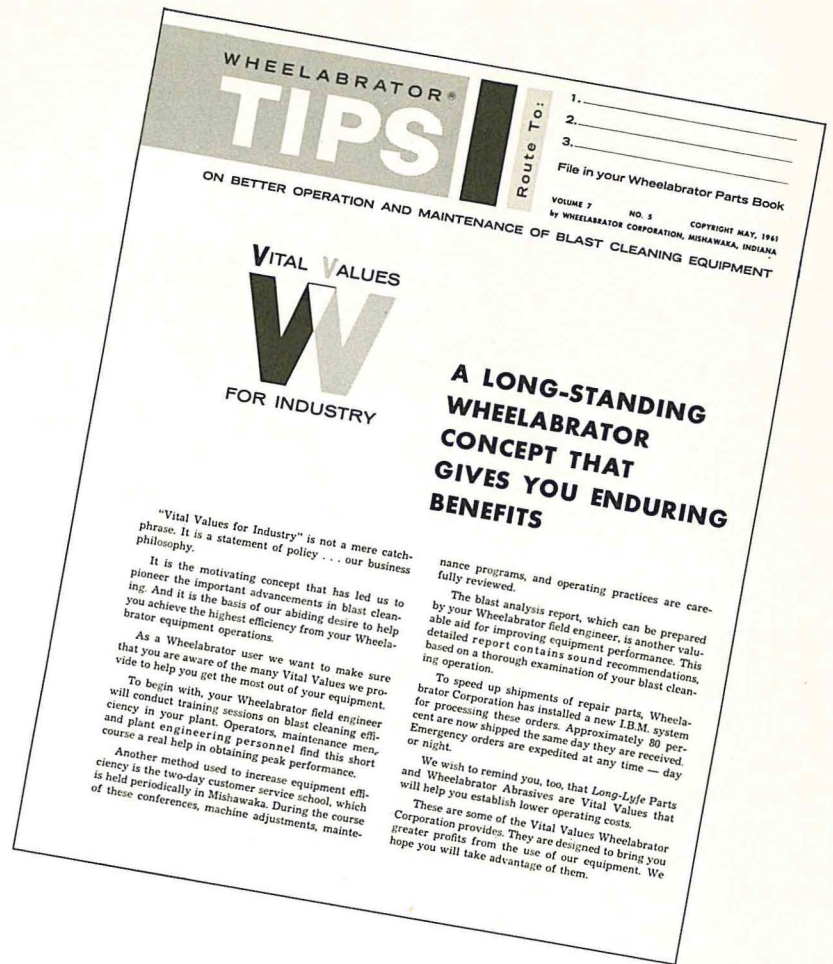 WHEELABRATOR®
TIPS
Route To:
1.
2.
3.
File in your Wheelabrator Parts Book
VOLUME 7 NO. 5 COPYRIGHT MAY, 1961
by WHEELABRATOR CORPORATION, MISHAWAKA, INDIANA
ON BETTER OPERATION AND MAINTENANCE OF BLAST CLEANING EQUIPMENT
VITAL VALUES
VV
FOR INDUSTRY
A LONG-STANDING
WHEELABRATOR
CONCEPT THAT
GIVES YOU ENDURING
BENEFITS
"Vital Values for Industry" is not a mere catch-
phrase. It is a statement of policy . . . our business
philosophy.
It is the motivating concept that has led us to
pioneer the important advancements in blast clean-
ing. And it is the basis of our abiding desire to help
you achieve the highest efficiency from your Wheela-
brator equipment operations.
As a Wheelabrator user we want to make sure
that you are aware of the many Vital Values we pro-
vide to help you get the most out of your equipment.
To begin with, your Wheelabrator field engineer
will conduct training sessions on blast cleaning effi-
ciency in your plant. Operators, maintenance men,
and plant engineering personnel find this short
course a real help in obtaining peak performance.
Another method used to increase equipment effi-
ciency is the two-day customer service school, which
is held periodically in Mishawaka. During the course
of these conferences, machine adjustments, mainte-
nance programs, and operating practices are care-
fully reviewed.
The blast analysis report, which can be prepared
by your Wheelabrator field engineer, is another valu-
able aid for improving equipment performance. This
detailed report contains sound recommendations,
based on a thorough examination of your blast clean-
ing operation.
To speed up shipments of repair parts, Wheela-
brator Corporation has installed a new I.B.M. system
for processing these orders. Approximately 80 per-
cent are now shipped the same day they are received.
Emergency orders are expedited at any time — day
or night.
We wish to remind you, too, that Long-Lyfe Parts
and Wheelabrator Abrasives are Vital Values that
will help you establish lower operating costs.
These are some of the Vital Values Wheelabrator
Corporation provides. They are designed to bring you
greater profits from the use of our equipment. We
hope you will take advantage of them.